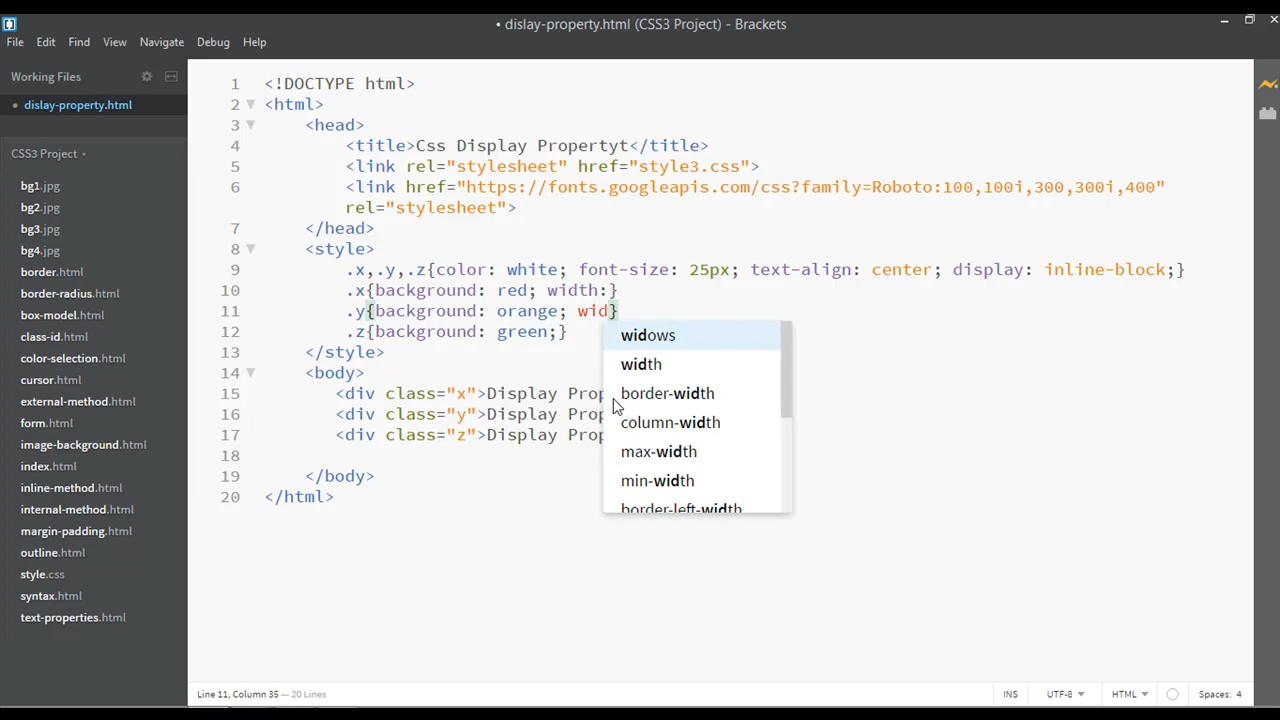 • dislay-property.html (CSS3 Project) - Brackets
File Edit Find View Navigate Debug Help
Working Files
• dislay-property.html
CSS3 Project
bg1.jpg
bg2.jpg
bg3.jpg
bg4.jpg
border.html
border-radius.html
box-model.html
class-id.html
color-selection.html
cursor.html
external-method.html
form.html
image-background.html
index.html
inline-method.html
internal-method.html
margin-padding.html
outline.html
style.css
syntax.html
text-properties.html
1 <!DOCTYPE html>
2 <html>
3 <head>
4 <title>Css Display Propertyt</title>
5 <link rel="stylesheet" href="style3.css">
6 <link href="https://fonts.googleapis.com/css?family=Roboto:100,100i,300,300i,400"
rel="stylesheet">
7 </head>
8 <style>
9 .x,.y,.z{color: white; font-size: 25px; text-align: center; display: inline-block;}
10 .x{background: red; width:}
11 .y{background: orange; wid}
12 .z{background: green;}
13 </style>
14 <body>
15 <div class="x">Display Prop
16 <div class="y">Display Prop
17 <div class="z">Display Prop
18
19 </body>
20 </html>
widows
width
border-width
column-width
max-width
min-width
border-left-width
Line 11, Column 35 — 20 Lines
INS UTF-8 HTML Spaces: 4